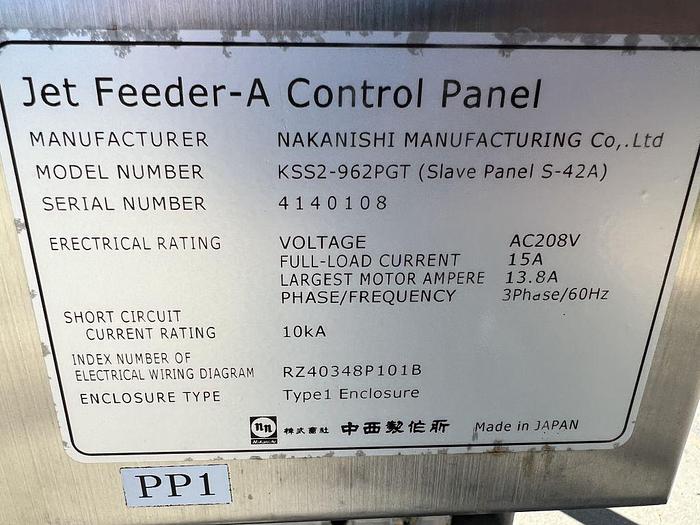 Jet Feeder-A Control Panel
MANUFACTURER NAKANISHI MANUFACTURING Co,.Ltd
MODEL NUMBER KSS2-962PGT (Slave Panel S-42A)
SERIAL NUMBER 4140108
ERECTRICAL RATING VOLTAGE AC208V
FULL-LOAD CURRENT 15A
LARGEST MOTOR AMPERE 13.8A
PHASE/FREQUENCY 3Phase/60Hz
SHORT CIRCUIT
CURRENT RATING 10kA
INDEX NUMBER OF
ELECTRICAL WIRING DIAGRAM RZ40348P101B
ENCLOSURE TYPE Type1 Enclosure
nn Nakanishi 株式会社 中西製作所 Made in JAPAN
PP1